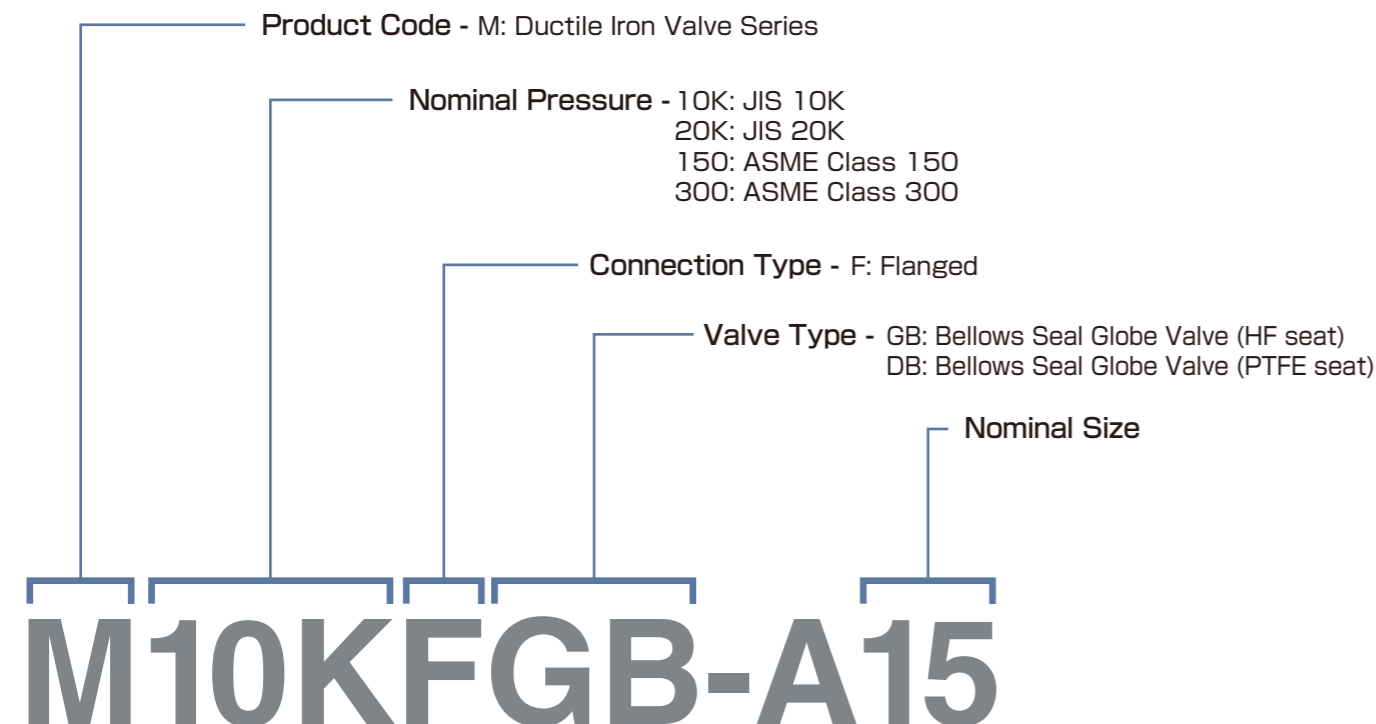 Product Code - M: Ductile Iron Valve Series
Nominal Pressure - 10K: JIS 10K
20K: JIS 20K
150: ASME Class 150
300: ASME Class 300
Connection Type - F: Flanged
Valve Type - GB: Bellows Seal Globe Valve (HF seat)
DB: Bellows Seal Globe Valve (PTFE seat)
Nominal Size
M10KFGB-A15